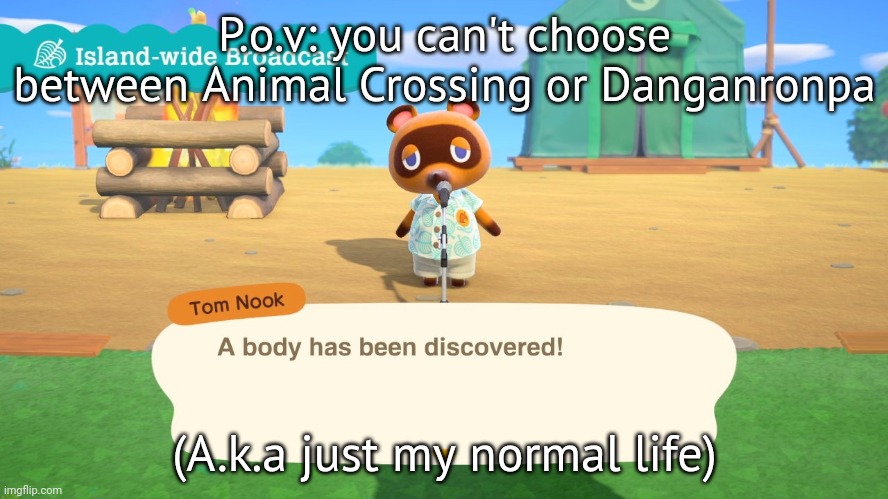 P.o.v: you can't choose
between Animal Crossing or Danganronpa
Island-wide Broadcast
Tom Nook
A body has been discovered!
(A.k.a just my normal life)
imgflip.com